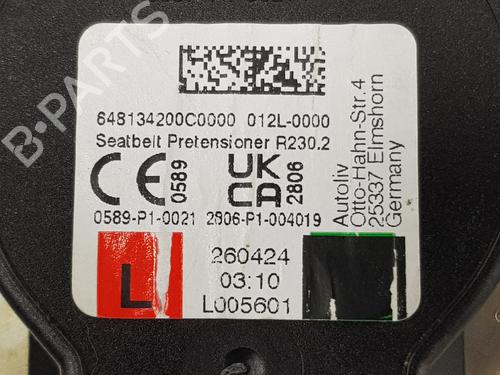 648134200C0000 012L-0000
Seatbelt Pretensioner R230.2
CE 0589
UK CA 2806
0589-P1-0021 2806-P1-004019
L
260424
03:10
L005601
Autoliv
Otto-Hahn-Str.4
25337 Elmshorn
Germany